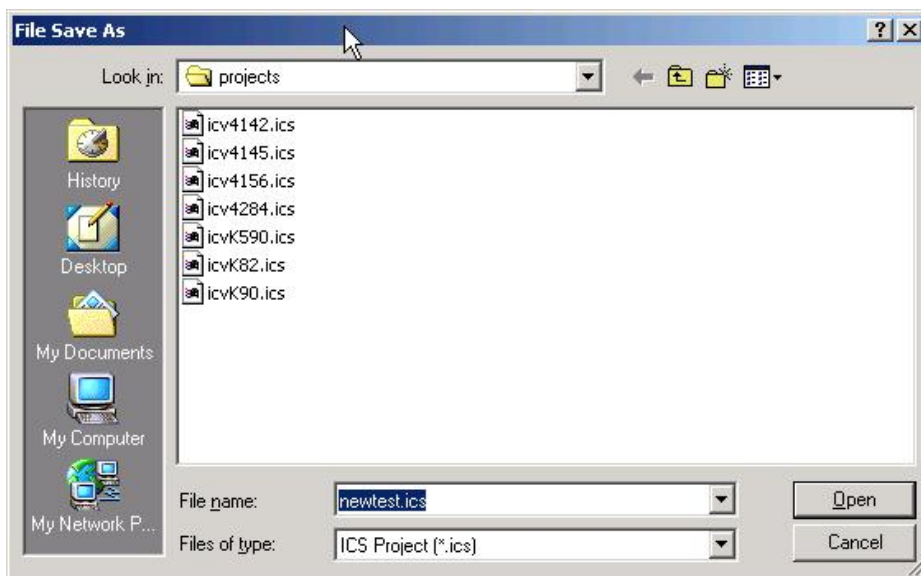 File Save As
Look in: projects
icv4142.ics
icv4145.ics
icv4156.ics
icv4284.ics
icvK590.ics
icvK82.ics
icvK90.ics
History
Desktop
My Documents
My Computer
My Network P...
File name: newtest.ics Open
Files of type: ICS Project (*.ics) Cancel